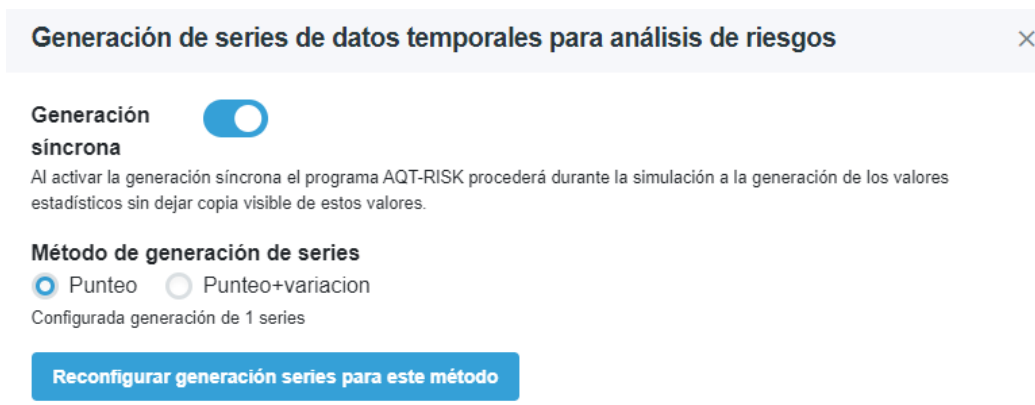 Generación de series de datos temporales para análisis de riesgos
Generación
síncrona
Al activar la generación síncrona el programa AQT-RISK procederá durante la simulación a la generación de los valores
estadísticos sin dejar copia visible de estos valores.
Método de generación de series
Punteo Punteo+variacion
Configurada generación de 1 series
Reconfigurar generación series para este método